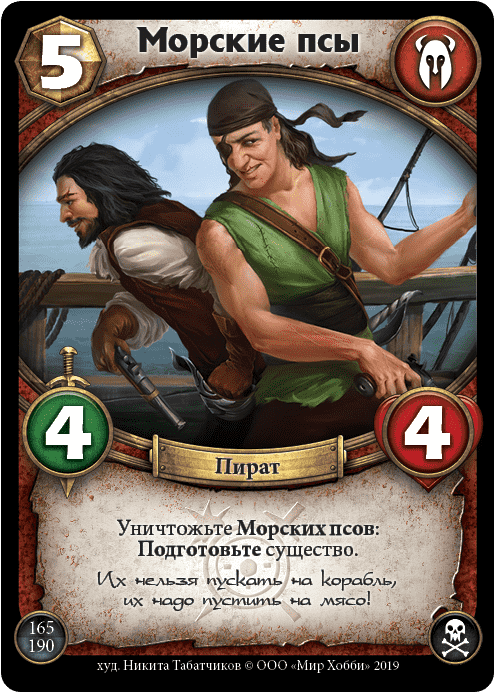 5
Морские псы
4
4
Пират
Уничтожьте Морских псов:
Подготовьте существо.
Их нельзя пускать на корабль,
их надо пустить на мясо!
165
190
худ. Никита Табатчиков © ООО «Мир Хобби» 2019